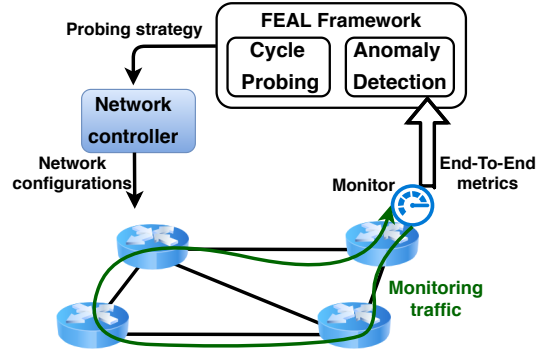 FEAL Framework
Probing strategy
Cycle
Probing
Anomaly
Detection
Network
controller
Network
configurations
End-To-End
metrics
Monitor
Monitoring
traffic